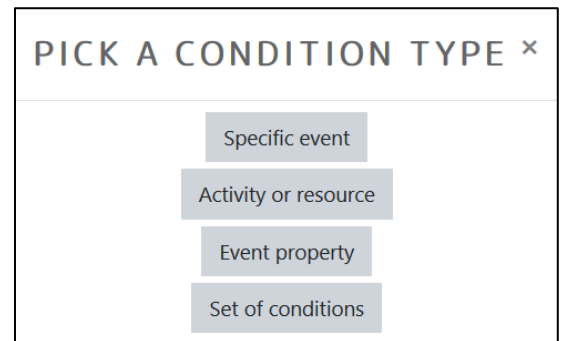 PICK A CONDITION TYPE ×
Specific event
Activity or resource
Event property
Set of conditions